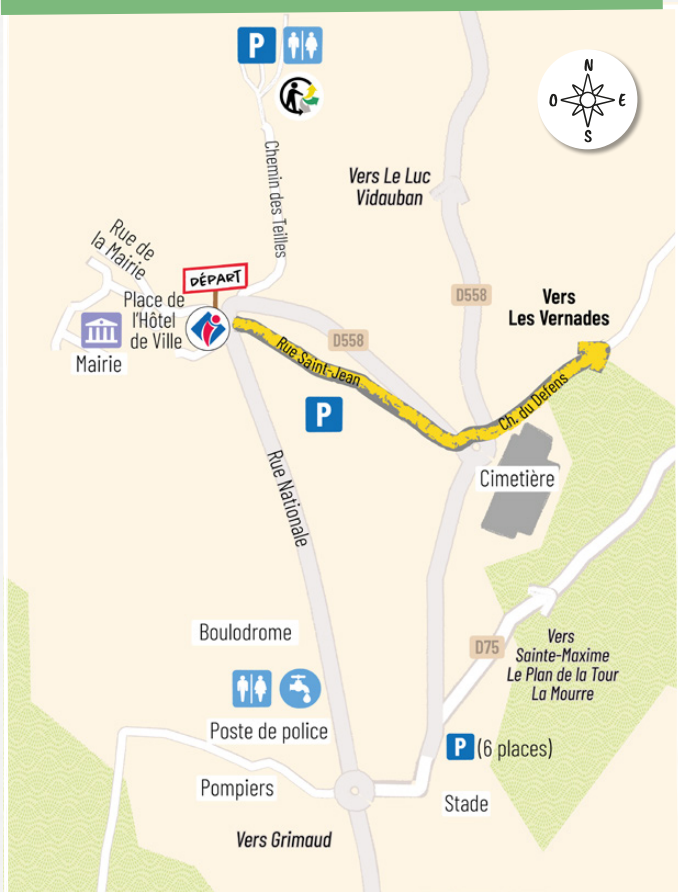 P
N
O E
S
Chemin des Teilles
Vers Le Luc
Vidauban
Rue de
la Mairie
DÉPART
Place de
l'Hôtel
de Ville
Mairie
D558
Vers
Les Vernades
D558
Rue Saint-Jean
Ch. du Defens
P
Cimetière
Rue Nationale
Boulodrome
D75
Vers
Sainte-Maxime
Le Plan de la Tour
La Mourre
Poste de police
P (6 places)
Pompiers
Stade
Vers Grimaud